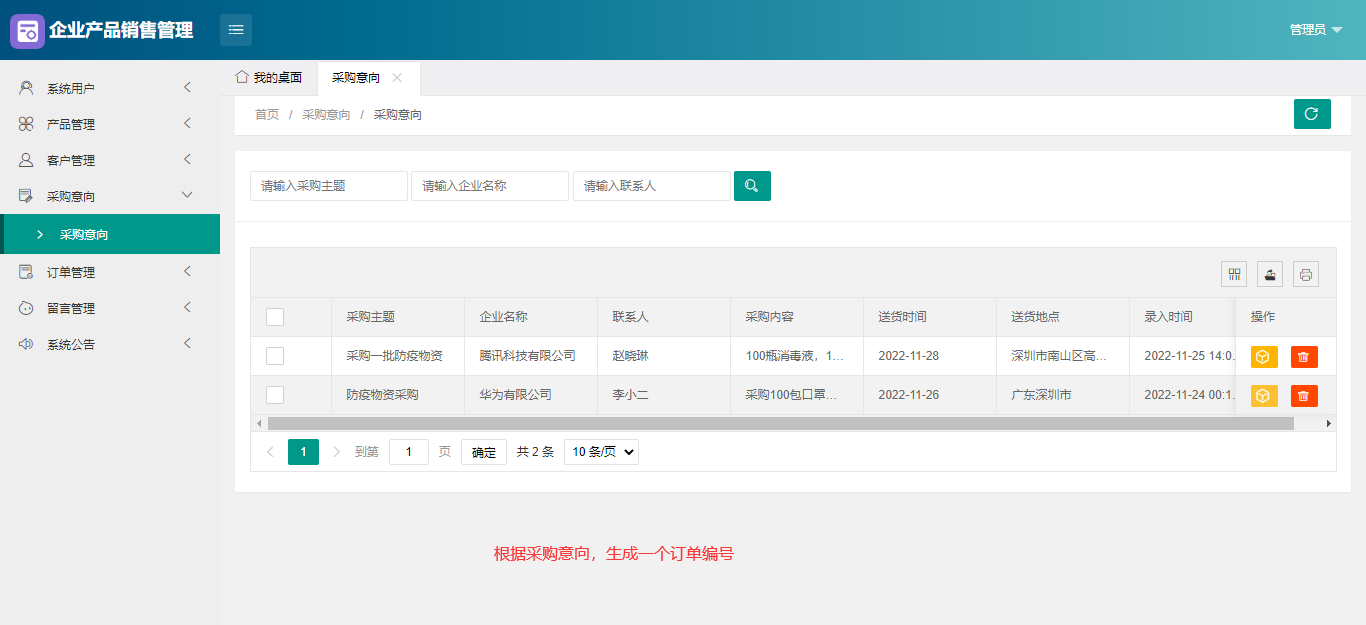 企业产品销售管理
管理员
系统用户
产品管理
客户管理
采购意向
采购意向
订单管理
留言管理
系统公告
我的桌面 采购意向
首页 / 采购意向 / 采购意向
请输入采购主题 请输入企业名称 请输入联系人
采购主题 企业名称 联系人 采购内容 送货时间 送货地点 录入时间 操作
采购一批防疫物资 腾讯科技有限公司 赵晓琳 100瓶消毒液，1... 2022-11-28 深圳市南山区高... 2022-11-25 14:0.
防疫物资采购 华为有限公司 李小二 采购100包口罩... 2022-11-26 广东深圳市 2022-11-24 00:1.
1 到第 1 页 确定 共 2 条 10 条/页
根据采购意向，生成一个订单编号